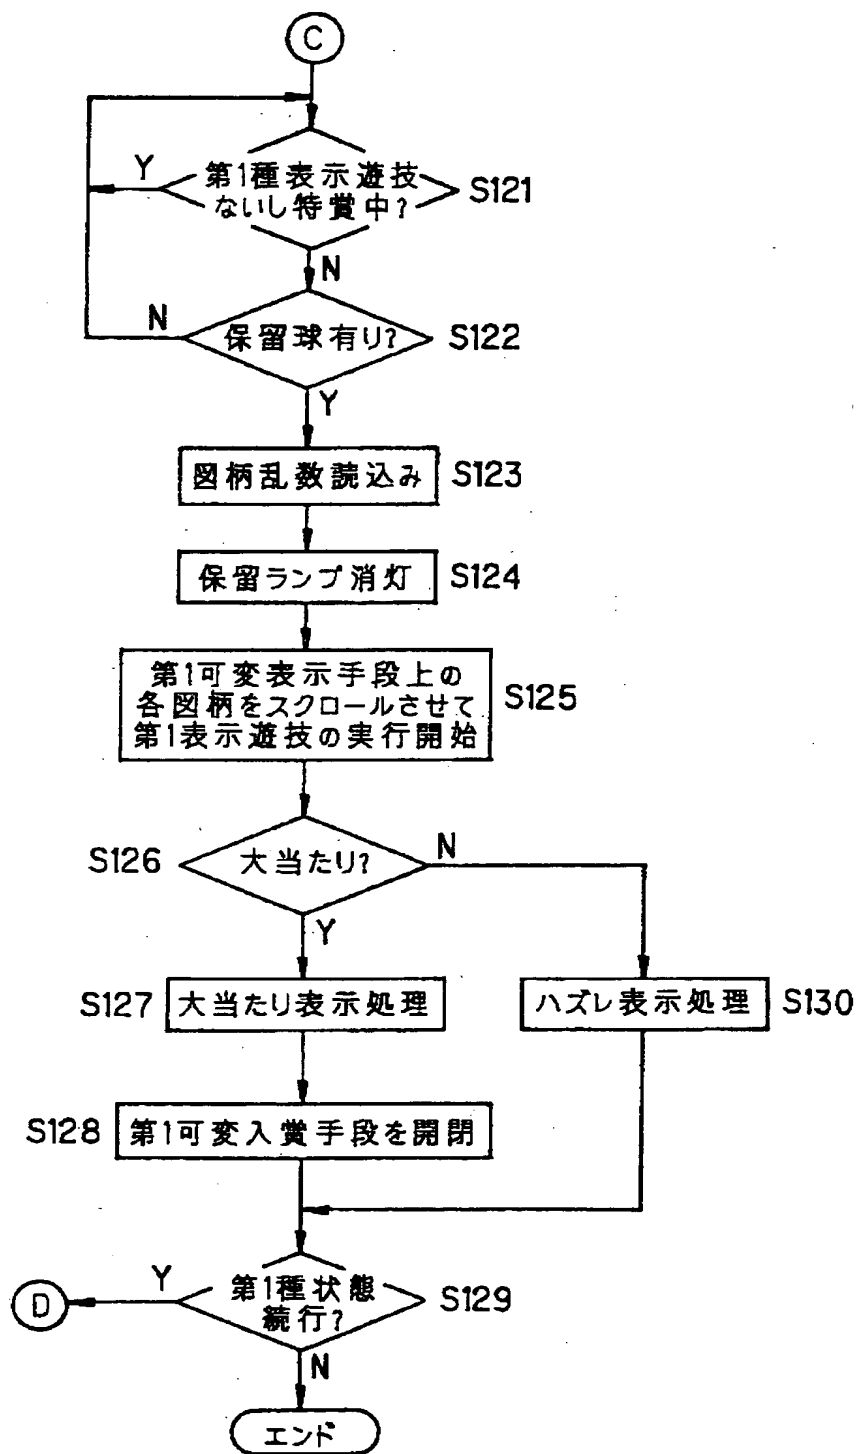 C
Y
第1種表示遊技
ないし特賞中?
S121
N
N
保留球有り?
S122
Y
図柄乱数読込み
S123
保留ランプ消灯
S124
第1可変表示手段上の
各図柄をスクロールさせて
第1表示遊技の実行開始
S125
S126
大当たり?
N
Y
S127
大当たり表示処理
ハズレ表示処理
S130
S128
第1可変入賞手段を開閉
D
Y
第1種状態
続行?
S129
N
エンド